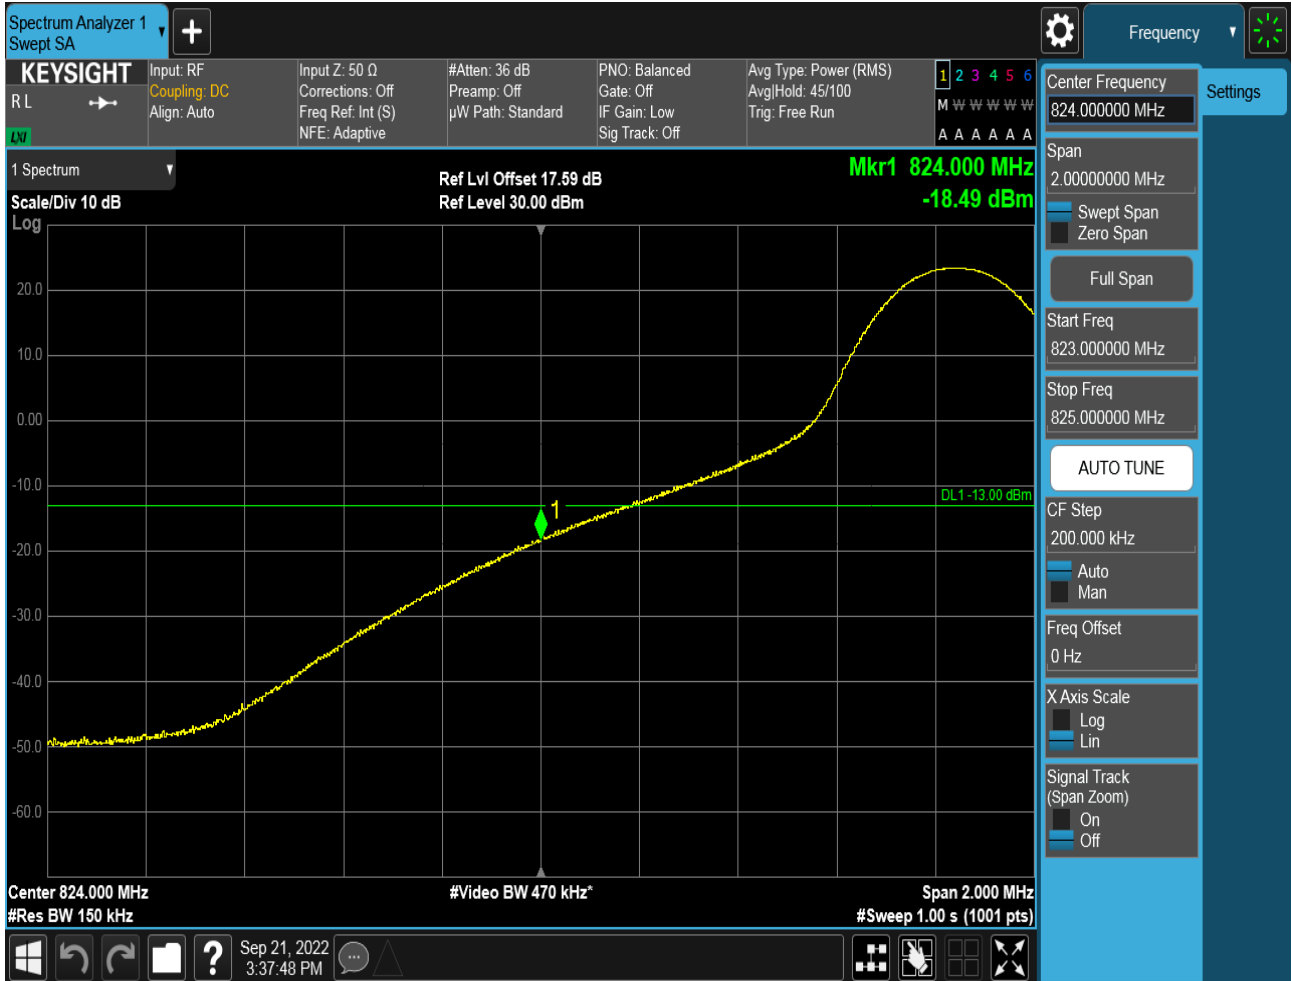 Spectrum Analyzer 1
Swept SA
Frequency
KEYSIGHT
R L
LXI
Input: RF
Coupling: DC
Align: Auto
Input Z: 50 Ω
Corrections: Off
Freq Ref: Int (S)
NFE: Adaptive
#Atten: 36 dB
Preamp: Off
µW Path: Standard
PNO: Balanced
Gate: Off
IF Gain: Low
Sig Track: Off
Avg Type: Power (RMS)
Avg|Hold: 45/100
Trig: Free Run
1 2 3 4 5 6
M W W W W W
A A A A A A
1 Spectrum
Scale/Div 10 dB
Log
Ref Lvl Offset 17.59 dB
Ref Level 30.00 dBm
Mkr1 824.000 MHz
-18.49 dBm
20.0
10.0
0.00
-10.0
-20.0
-30.0
-40.0
-50.0
-60.0
DL1 -13.00 dBm
1
Center 824.000 MHz
#Res BW 150 kHz
#Video BW 470 kHz*
Span 2.000 MHz
#Sweep 1.00 s (1001 pts)
Center Frequency
824.000000 MHz
Span
2.00000000 MHz
Swept Span
Zero Span
Full Span
Start Freq
823.000000 MHz
Stop Freq
825.000000 MHz
AUTO TUNE
CF Step
200.000 kHz
Auto
Man
Freq Offset
0 Hz
X Axis Scale
Log
Lin
Signal Track
(Span Zoom)
On
Off
Settings
?
Sep 21, 2022
3:37:48 PM